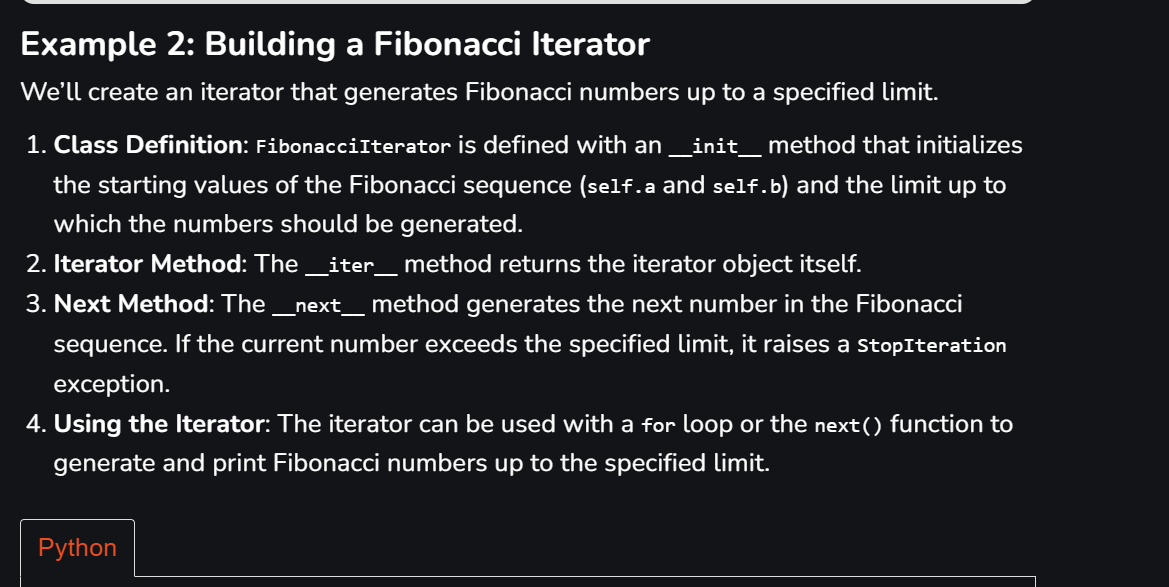 Example 2: Building a Fibonacci Iterator
We’ll create an iterator that generates Fibonacci numbers up to a specified limit.
1. Class Definition: FibonacciIterator is defined with an __init__ method that initializes
the starting values of the Fibonacci sequence (self.a and self.b) and the limit up to
which the numbers should be generated.
2. Iterator Method: The __iter__ method returns the iterator object itself.
3. Next Method: The __next__ method generates the next number in the Fibonacci
sequence. If the current number exceeds the specified limit, it raises a StopIteration
exception.
4. Using the Iterator: The iterator can be used with a for loop or the next() function to
generate and print Fibonacci numbers up to the specified limit.
Python